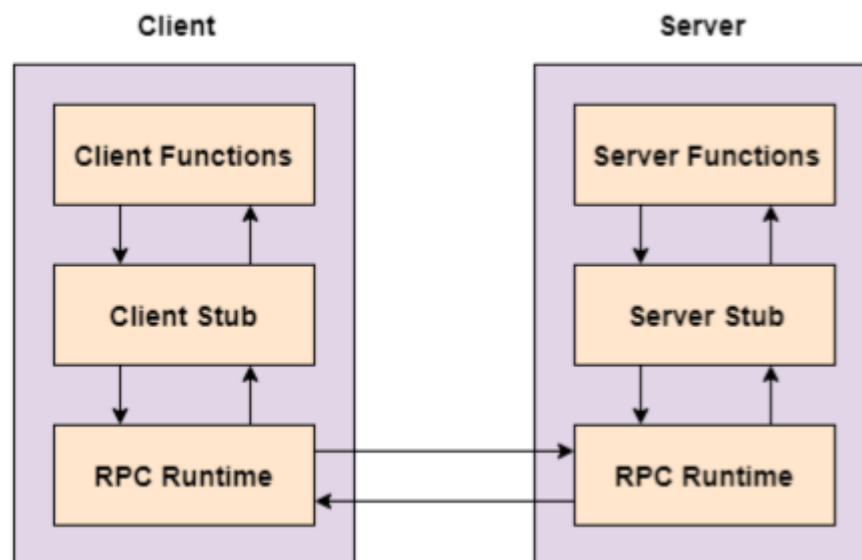 Client
Server
Client Functions
Server Functions
Client Stub
Server Stub
RPC Runtime
RPC Runtime